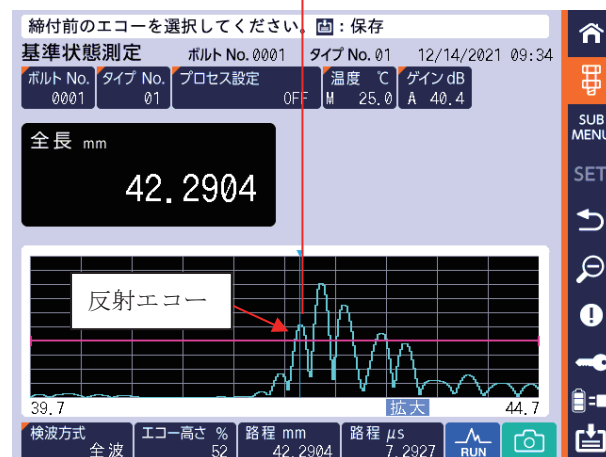 締付前のエコーを選択してください。 : 保存
基準状態測定 ボルト No. 0001 タイプ No. 01 12/14/2021 09:34
ボルト No. タイプ No. プロセス設定 温度 ℃ ゲイン dB
0001 01 OFF M 25.0 A 40.4
SUB
MENU
全長 mm
SET
42.2904
反射エコー
39.7 拡大 44.7
検波方式 エコー高さ % 路程 mm 路程 μs
全波 52 42.2904 7.2927 RUN